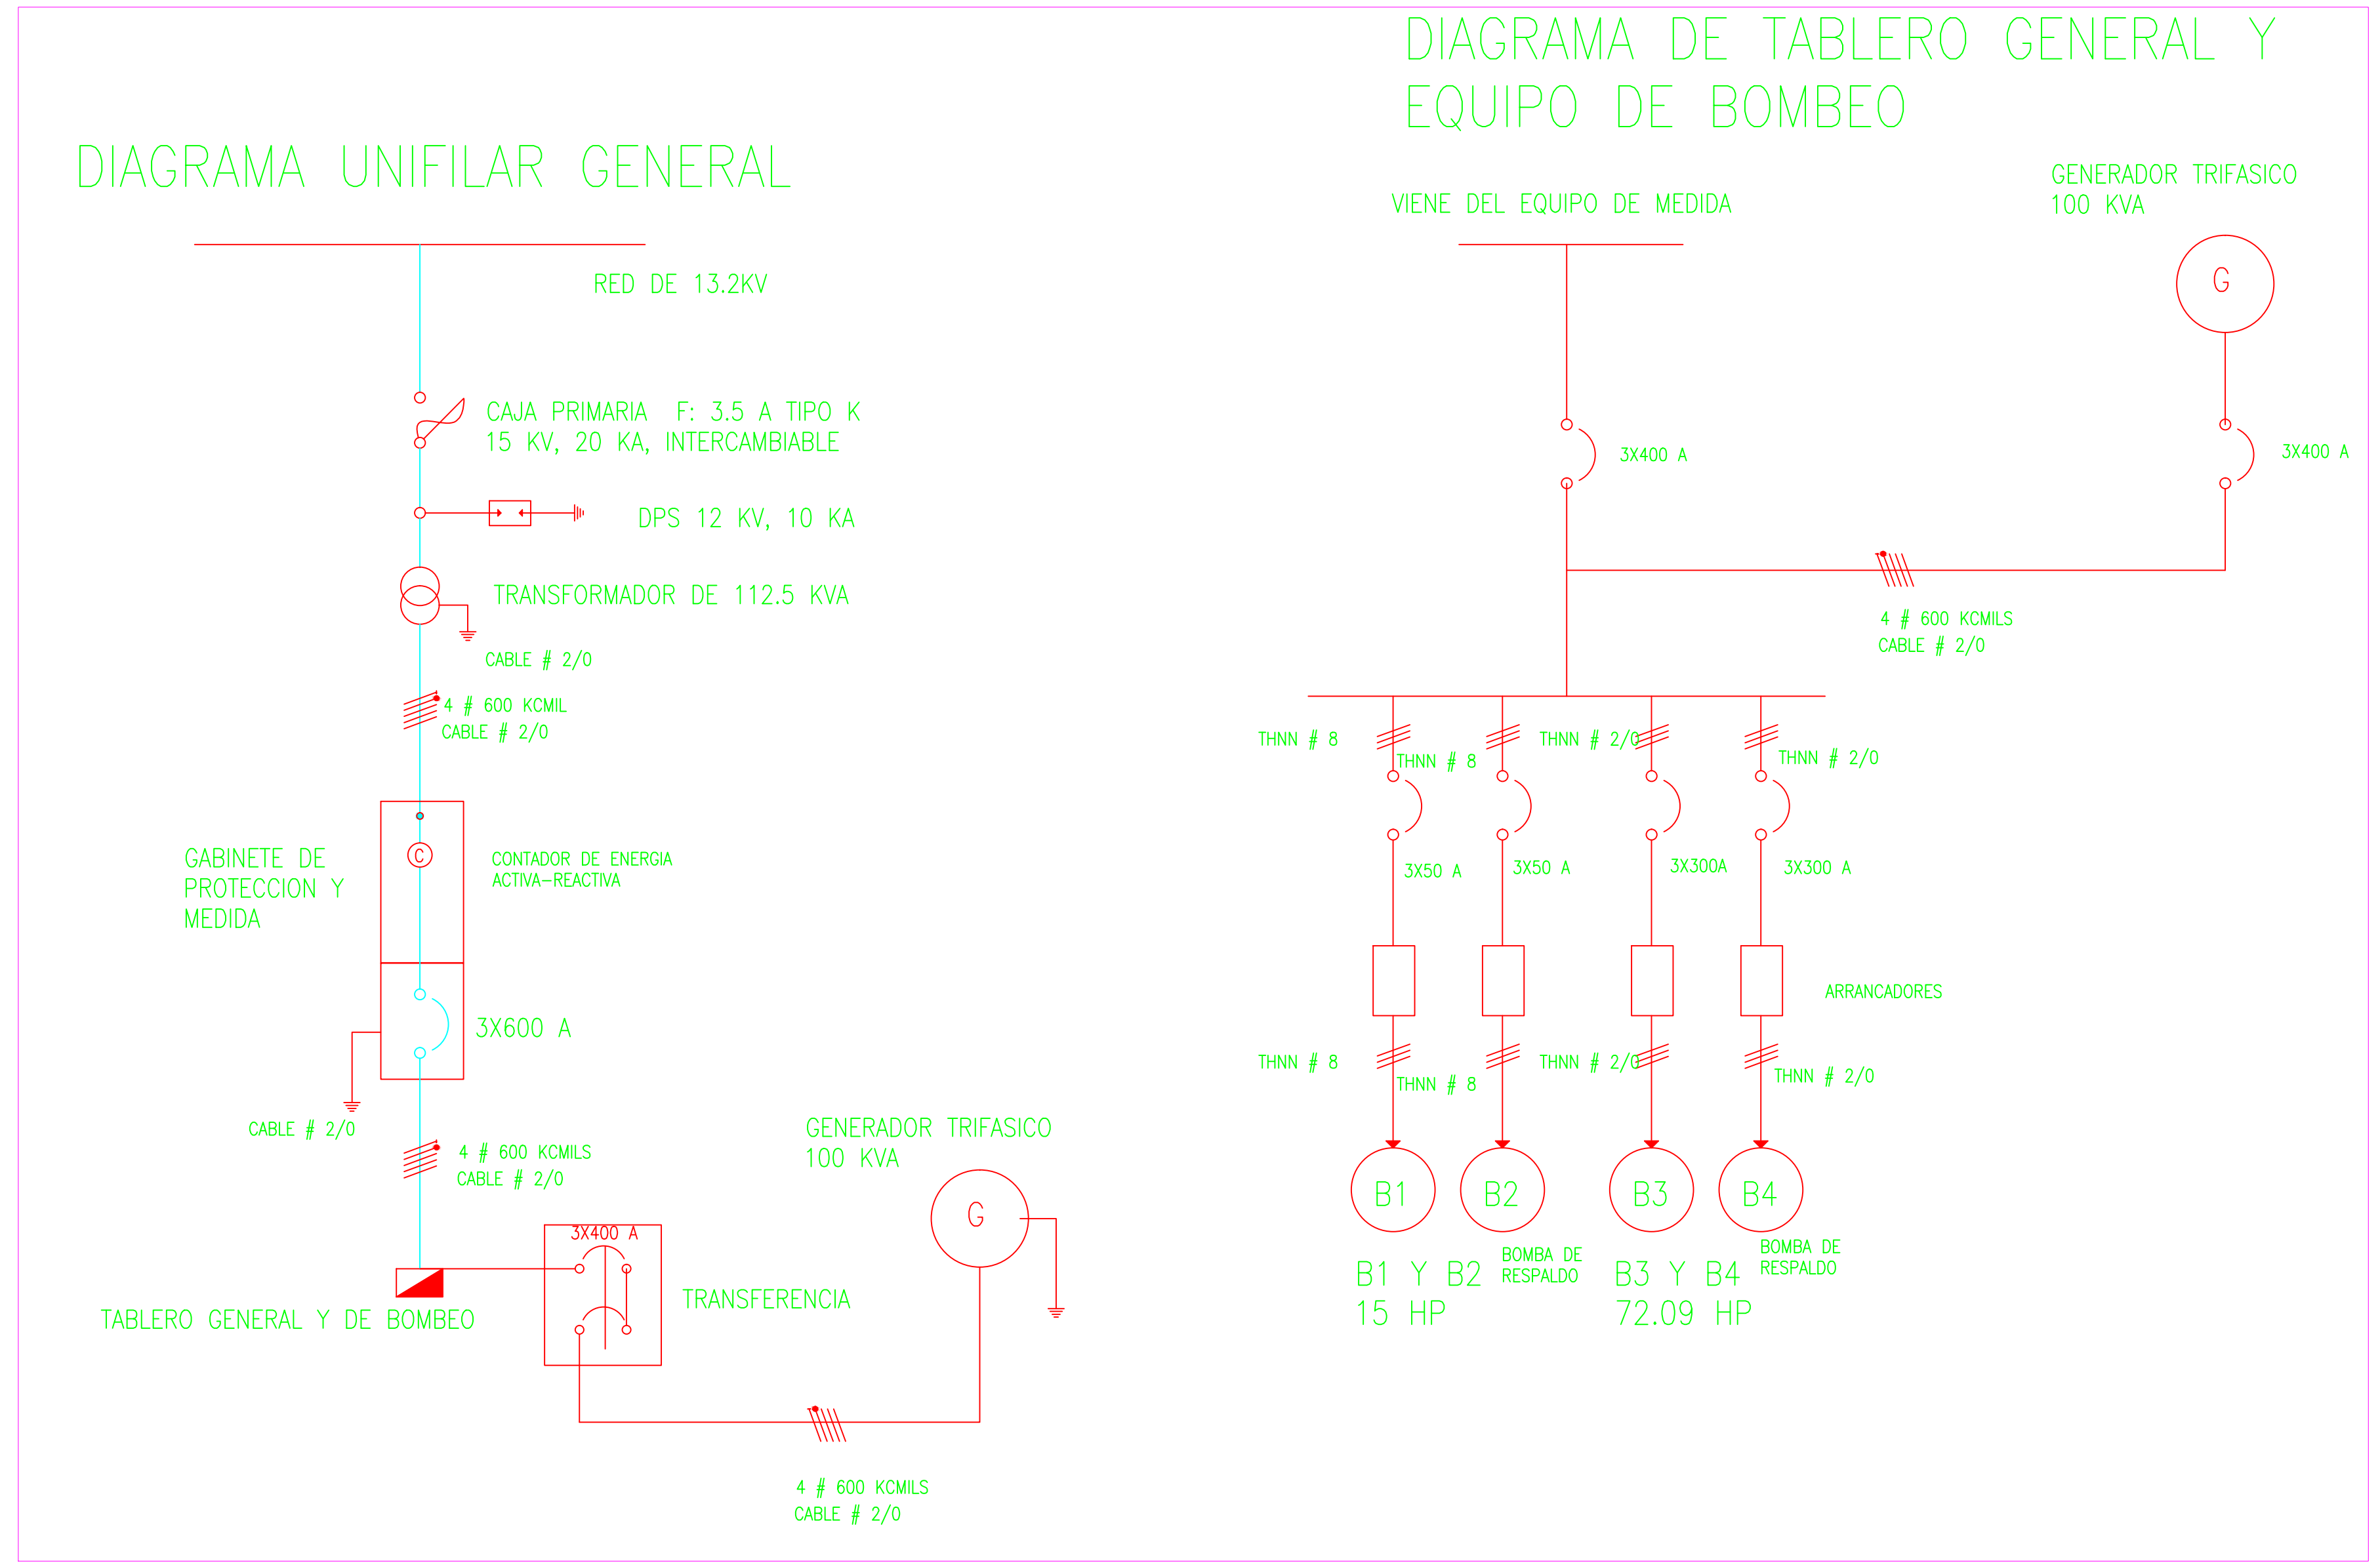 DIAGRAMA UNIFILAR GENERAL
RED DE 13.2KV
CAJA PRIMARIA F: 3.5 A TIPO K
15 KV, 20 KA, INTERCAMBIABLE
DPS 12 KV, 10 KA
TRANSFORMADOR DE 112.5 KVA
CABLE # 2/0
4 # 600 KCMIL
CABLE # 2/0
GABINETE DE
PROTECCION Y
MEDIDA
C
CONTADOR DE ENERGIA
ACTIVA-REACTIVA
3X600 A
CABLE # 2/0
4 # 600 KCMILS
CABLE # 2/0
TABLERO GENERAL Y DE BOMBEO
3X400 A
TRANSFERENCIA
GENERADOR TRIFASICO
100 KVA
G
4 # 600 KCMILS
CABLE # 2/0
DIAGRAMA DE TABLERO GENERAL Y
EQUIPO DE BOMBEO
VIENE DEL EQUIPO DE MEDIDA
GENERADOR TRIFASICO
100 KVA
G
3X400 A
3X400 A
4 # 600 KCMILS
CABLE # 2/0
THNN # 8
THNN # 8
THNN # 2/0
THNN # 2/0
3X50 A
3X50 A
3X300A
3X300 A
ARRANCADORES
THNN # 8
THNN # 8
THNN # 2/0
THNN # 2/0
B1
B2
B3
B4
B1 Y B2
15 HP
BOMBA DE
RESPALDO
B3 Y B4
72.09 HP
BOMBA DE
RESPALDO